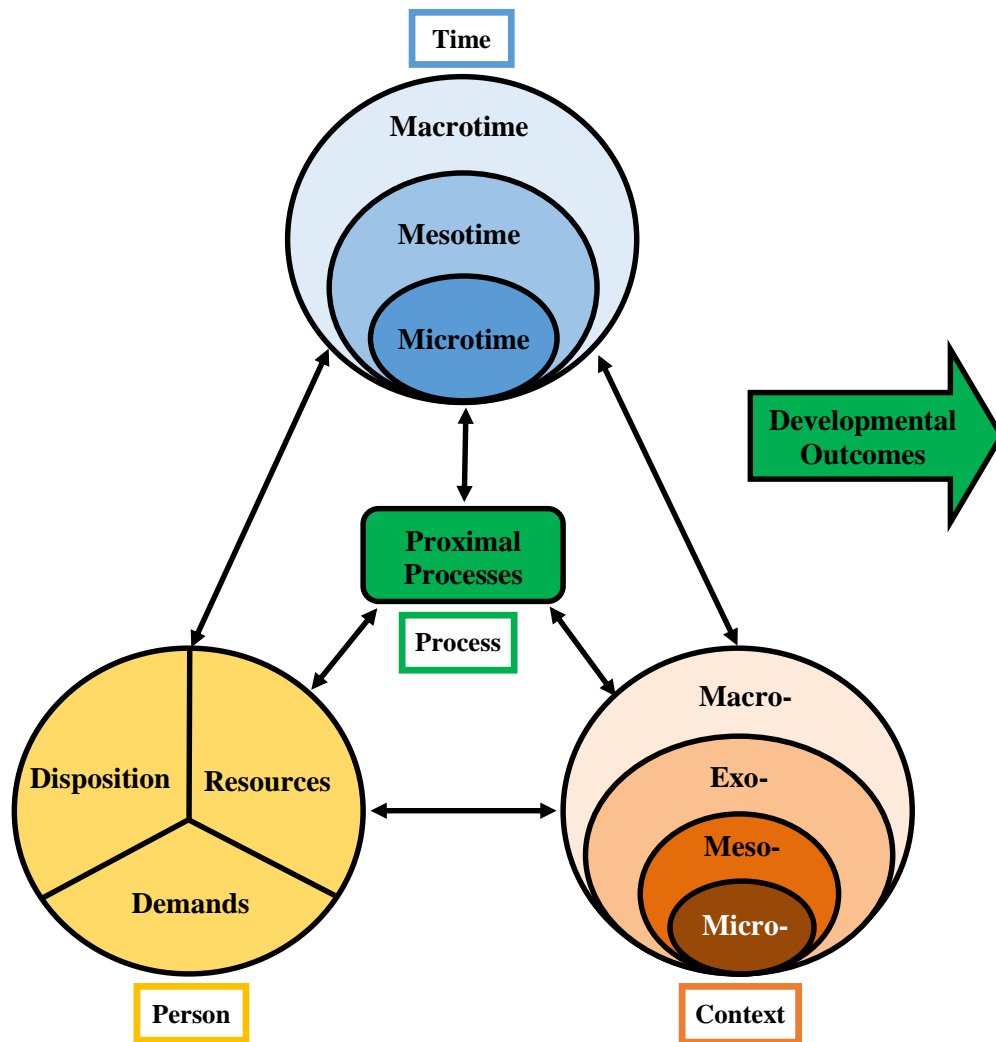 Time
Macrotime
Mesotime
Microtime
Developmental
Outcomes
Proximal
Processes
Process
Disposition
Resources
Demands
Person
Macro-
Exo-
Meso-
Micro-
Context